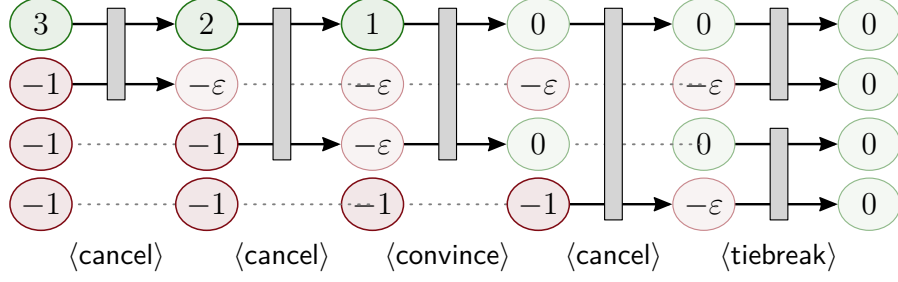 3 2 1 0 0 0
−1 −ε −ε −ε −ε 0
−1 −1 −ε 0 0 0
−1 −1 −1 −1 −ε 0
⟨cancel⟩ ⟨cancel⟩ ⟨convince⟩ ⟨cancel⟩ ⟨tiebreak⟩